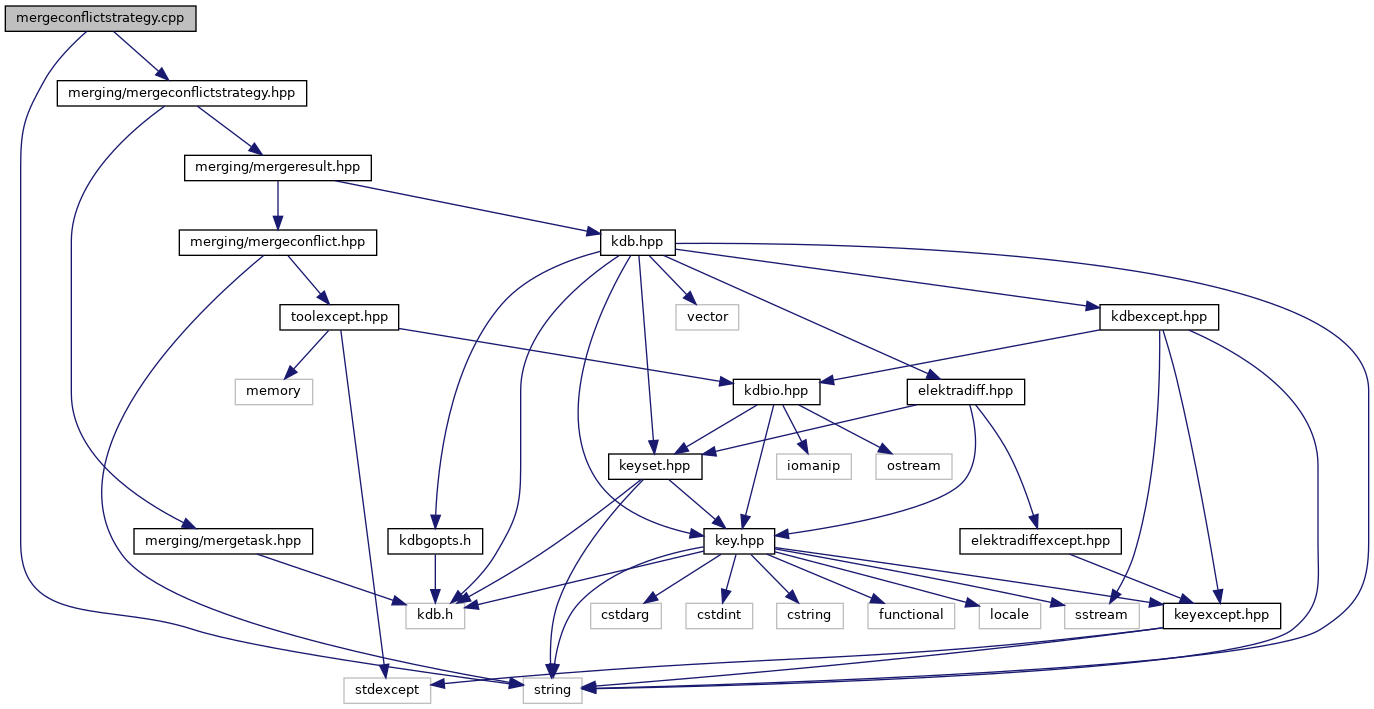 mergeconflictstrategy.cpp
merging/mergeconflictstrategy.hpp
merging/mergeresult.hpp
merging/mergeconflict.hpp
kdb.hpp
toolexcept.hpp
vector
kdbexcept.hpp
memory
kdbio.hpp
elektradiff.hpp
keyset.hpp
iomanip
ostream
merging/mergetask.hpp
kdbgopts.h
key.hpp
elektradiffexcept.hpp
kdb.h
cstdarg
cstdint
cstring
functional
locale
sstream
keyexcept.hpp
stdexcept
string